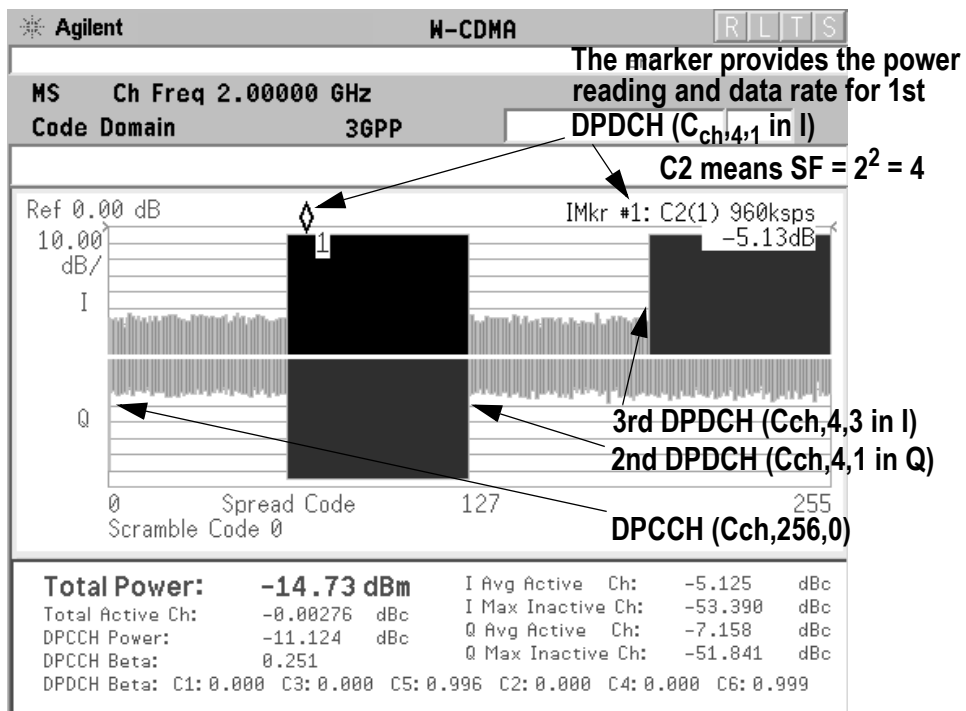 Agilent W-CDMA R L T S
The marker provides the power
MS Ch Freq 2.00000 GHz reading and data rate for 1st
Code Domain 3GPP DPDCH (Cch,4,1 in I)
C2 means SF = 2^2 = 4
Ref 0.00 dB IMkr #1: C2(1) 960ksps
10.00 1 -5.13dB
dB/
I
Q
3rd DPDCH (Cch,4,3 in I)
2nd DPDCH (Cch,4,1 in Q)
0 Spread Code 127 255
Scramble Code 0 DPCCH (Cch,256,0)
Total Power: -14.73 dBm I Avg Active Ch: -5.125 dBc
Total Active Ch: -0.00276 dBc I Max Inactive Ch: -53.390 dBc
DPCCH Power: -11.124 dBc Q Avg Active Ch: -7.158 dBc
DPCCH Beta: 0.251 Q Max Inactive Ch: -51.841 dBc
DPDCH Beta: C1: 0.000 C3: 0.000 C5: 0.996 C2: 0.000 C4: 0.000 C6: 0.999